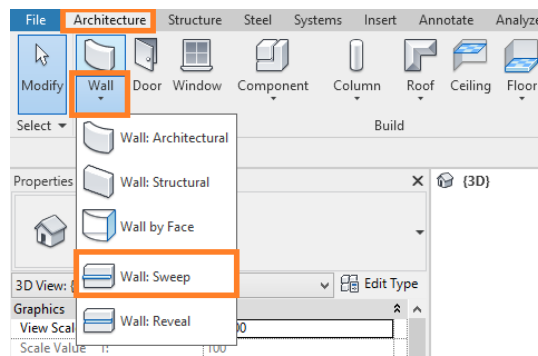 File Architecture Structure Steel Systems Insert Annotate Analyze
Modify Wall Door Window Component Column Roof Ceiling Floor
Select Build
Wall: Architectural
Properties {3D}
Wall: Structural
Wall by Face
Wall: Sweep
3D View: Edit Type
Graphics
View Scal 00
Wall: Reveal
Scale Value 1: 100